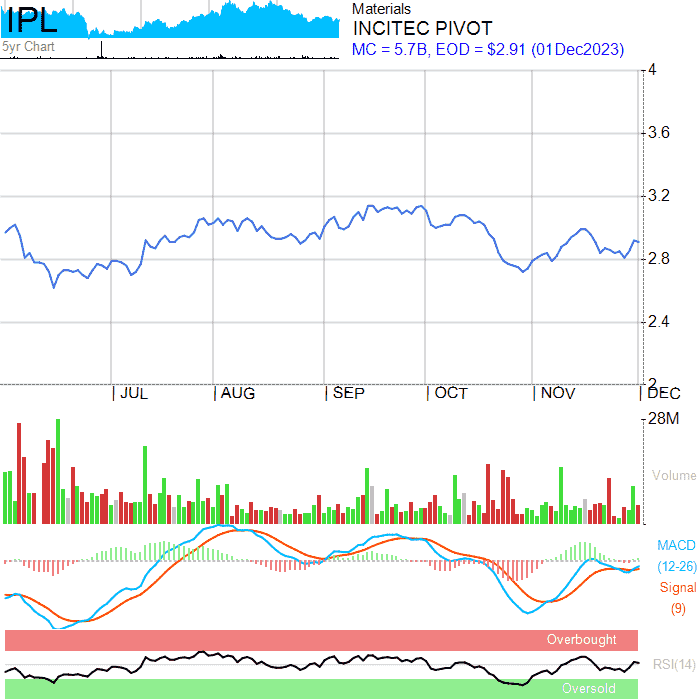 IPL
5yr Chart
Materials
INCITEC PIVOT
MC = 5.7B, EOD = $2.91 (01Dec2023)
4
3.6
3.2
2.8
2.4
2
JUL AUG SEP OCT NOV DEC
28M
Volume
MACD
(12-26)
Signal
(9)
Overbought
RSI(14)
Oversold